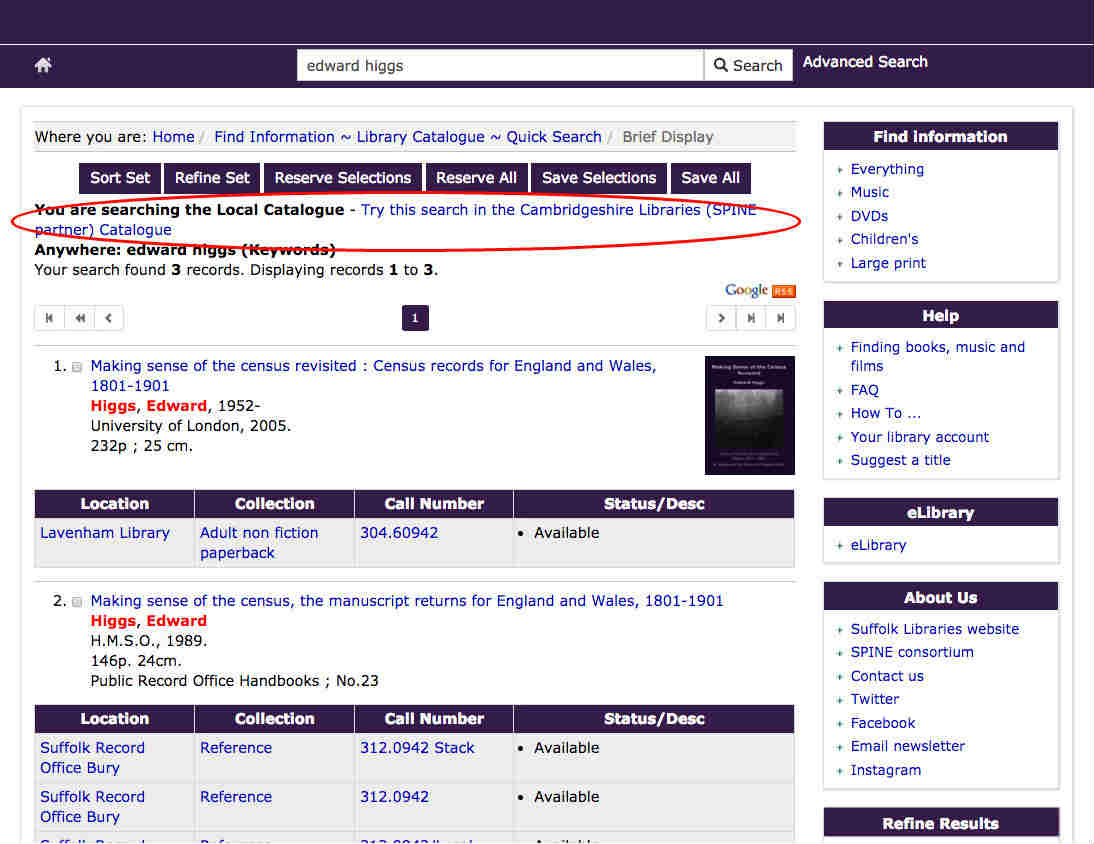 edward higgs
Search
Advanced Search
Where you are: Home / Find Information ~ Library Catalogue ~ Quick Search / Brief Display
Sort Set
Refine Set
Reserve Selections
Reserve All
Save Selections
Save All
You are searching the Local Catalogue - Try this search in the Cambridgeshire Libraries (SPINE
partner) Catalogue
Anywhere: edward higgs (Keywords)
Your search found 3 records. Displaying records 1 to 3.
Google RSS
1
1. Making sense of the census revisited : Census records for England and Wales,
1801-1901
Higgs, Edward, 1952-
University of London, 2005.
232p ; 25 cm.
Making Sense of the Census
Revisited
Edward Higgs
Location Collection Call Number Status/Desc
Lavenham Library Adult non fiction 304.60942 • Available
paperback
2. Making sense of the census, the manuscript returns for England and Wales, 1801-1901
Higgs, Edward
H.M.S.O., 1989.
146p. 24cm.
Public Record Office Handbooks ; No.23
Location Collection Call Number Status/Desc
Suffolk Record Reference 312.0942 Stack • Available
Office Bury
Suffolk Record Reference 312.0942 • Available
Office Bury
Find information
Everything
Music
DVDs
Children's
Large print
Help
Finding books, music and
films
FAQ
How To ...
Your library account
Suggest a title
eLibrary
eLibrary
About Us
Suffolk Libraries website
SPINE consortium
Contact us
Twitter
Facebook
Email newsletter
Instagram
Refine Results